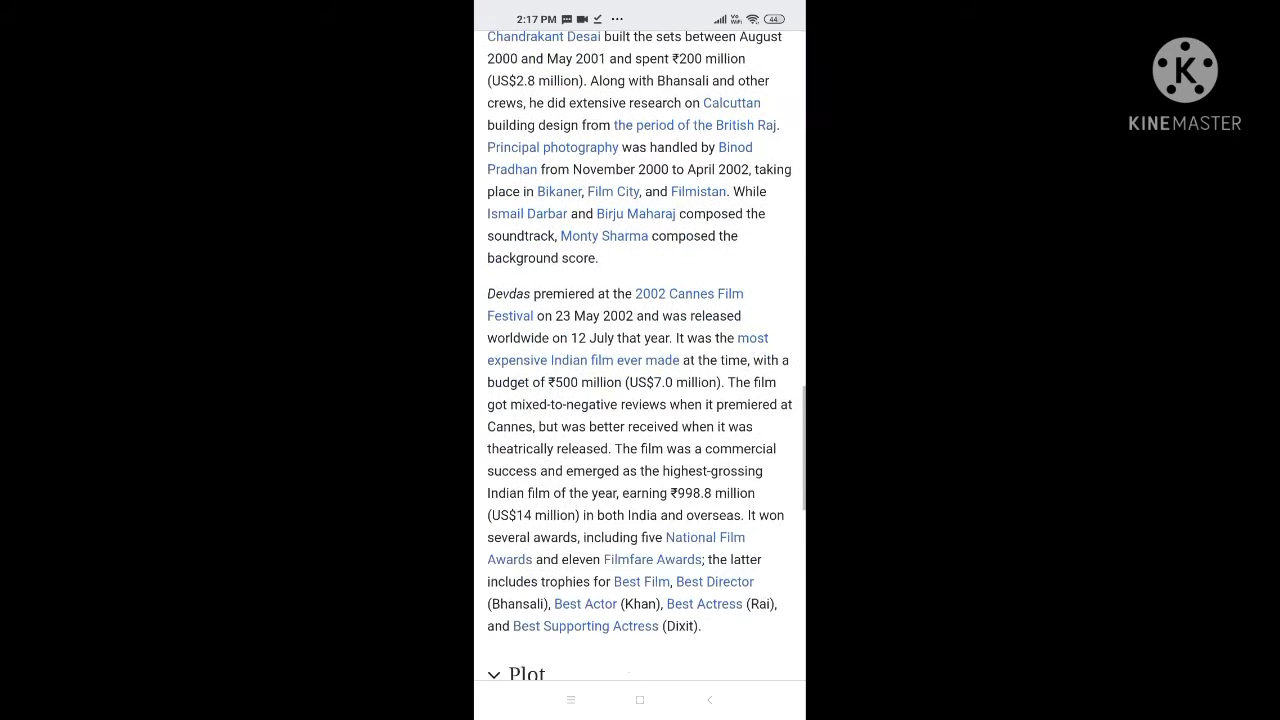 2:17 PM
Vo
WiFi
44
Chandrakant Desai built the sets between August
2000 and May 2001 and spent ₹200 million
(US$2.8 million). Along with Bhansali and other
crews, he did extensive research on Calcuttan
building design from the period of the British Raj.
Principal photography was handled by Binod
Pradhan from November 2000 to April 2002, taking
place in Bikaner, Film City, and Filmistan. While
Ismail Darbar and Birju Maharaj composed the
soundtrack, Monty Sharma composed the
background score.
Devdas premiered at the 2002 Cannes Film
Festival on 23 May 2002 and was released
worldwide on 12 July that year. It was the most
expensive Indian film ever made at the time, with a
budget of ₹500 million (US$7.0 million). The film
got mixed-to-negative reviews when it premiered at
Cannes, but was better received when it was
theatrically released. The film was a commercial
success and emerged as the highest-grossing
Indian film of the year, earning ₹998.8 million
(US$14 million) in both India and overseas. It won
several awards, including five National Film
Awards and eleven Filmfare Awards; the latter
includes trophies for Best Film, Best Director
(Bhansali), Best Actor (Khan), Best Actress (Rai),
and Best Supporting Actress (Dixit).
Plot
K
KINEMASTER